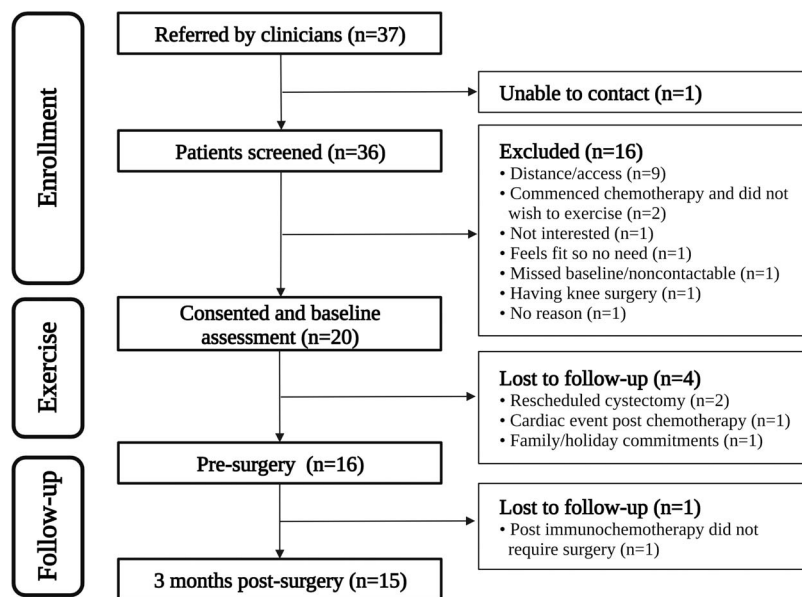 Enrollment
Referred by clinicians (n=37)
Unable to contact (n=1)
Patients screened (n=36)
Excluded (n=16)
• Distance/access (n=9)
• Commenced chemotherapy and did not
wish to exercise (n=2)
• Not interested (n=1)
• Feels fit so no need (n=1)
• Missed baseline/noncontactable (n=1)
• Having knee surgery (n=1)
• No reason (n=1)
Exercise
Consented and baseline
assessment (n=20)
Lost to follow-up (n=4)
• Rescheduled cystectomy (n=2)
• Cardiac event post chemotherapy (n=1)
• Family/holiday commitments (n=1)
Follow-up
Pre-surgery (n=16)
Lost to follow-up (n=1)
• Post immunochemotherapy did not
require surgery (n=1)
3 months post-surgery (n=15)